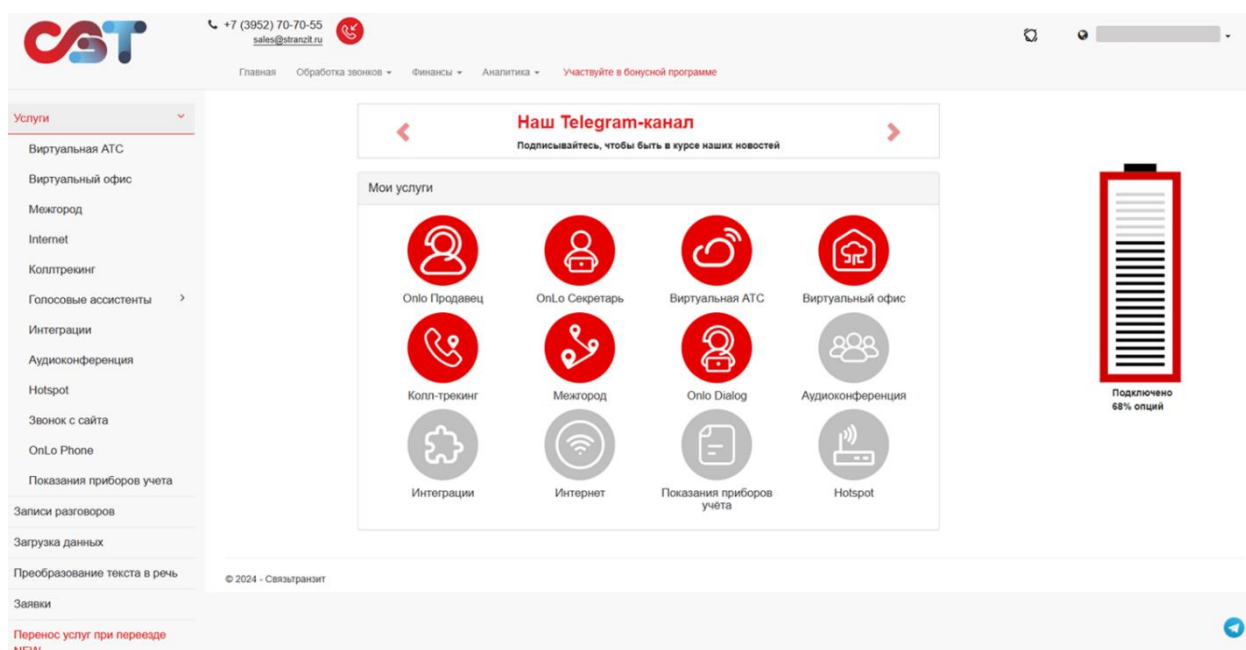 CST
+7 (3952) 70-70-55
sales@stranzit.ru
Главная Обработка звонков Финансы Аналитика Участвуйте в бонусной программе
Услуги
Виртуальная АТС
Виртуальный офис
Межгород
Internet
Коллтрекинг
Голосовые ассистенты
Интеграции
Аудиоконференция
Hotspot
Звонок с сайта
OnLo Phone
Показания приборов учета
Записи разговоров
Загрузка данных
Преобразование текста в речь
Заявки
Перенос услуг при переезде
NEW
Наш Telegram-канал
Подписывайтесь, чтобы быть в курсе наших новостей
Мои услуги
Onlo Продавец OnLo Секретарь Виртуальная АТС Виртуальный офис
Колл-трекинг Межгород Onlo Dialog Аудиоконференция
Интеграции Интернет Показания приборов Hotspot
учёта
Подключено
68% опций
© 2024 - Связьтранзит